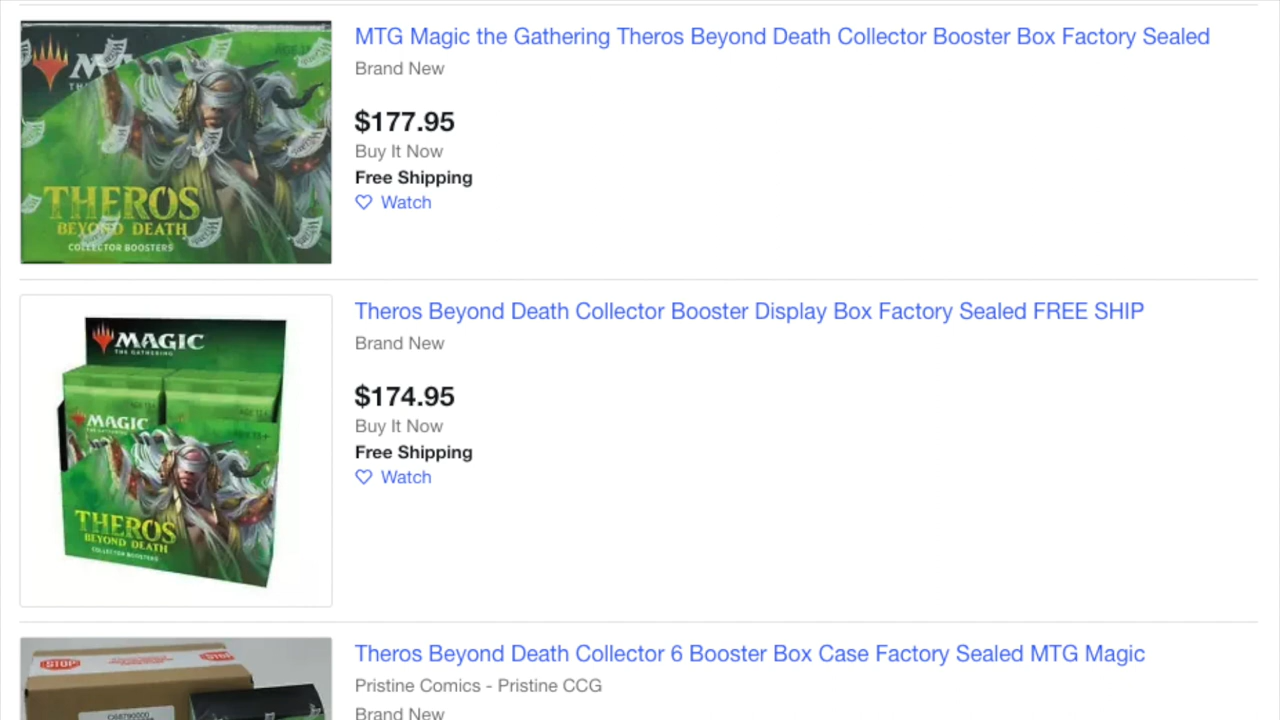 MTG Magic the Gathering Theros Beyond Death Collector Booster Box Factory Sealed
Brand New
$177.95
Buy It Now
Free Shipping
Watch
THEROS
BEYOND DEATH
COLLECTOR BOOSTERS
Theros Beyond Death Collector Booster Display Box Factory Sealed FREE SHIP
Brand New
$174.95
Buy It Now
Free Shipping
Watch
MAGIC
THE GATHERING
MAGIC
THEROS
BEYOND DEATH
COLLECTOR BOOSTERS
Theros Beyond Death Collector 6 Booster Box Case Factory Sealed MTG Magic
Pristine Comics - Pristine CCG
Brand New
STOP
STOP